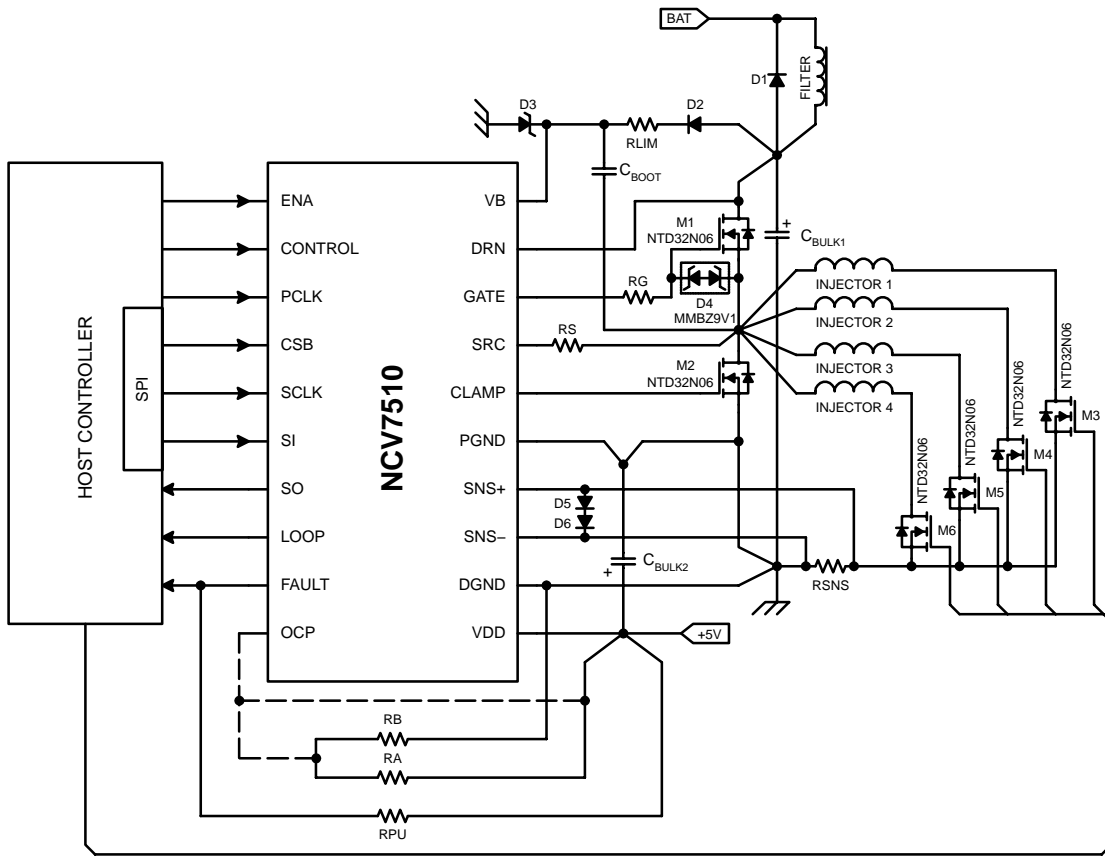 BAT
D1
FILTER
D3
D2
RLIM
C_BOOT
HOST CONTROLLER
SPI
NCV7510
ENA
CONTROL
PCLK
CSB
SCLK
SI
SO
LOOP
FAULT
OCP
VB
DRN
GATE
SRC
CLAMP
PGND
SNS+
SNS–
DGND
VDD
M1
NTD32N06
+
C_BULK1
RG
D4
MMBZ9V1
RS
M2
NTD32N06
INJECTOR 1
INJECTOR 2
INJECTOR 3
INJECTOR 4
NTD32N06
M3
NTD32N06
M4
NTD32N06
M5
NTD32N06
M6
D5
D6
+
C_BULK2
RSNS
+5V
RB
RA
RPU